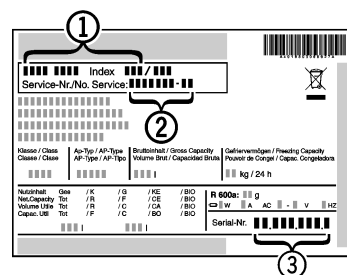 1
Index /
Service-Nr./No. Service: -
2
Klasse / Class
Classe / Clase
Ap-Typ / AP-Type
AP-Type / AP-Tipo
Bruttoinhalt / Gross Capacity
Volume Brut / Capacidad Bruta
Gefriervermögen / Freezing Capacity
Pouvoir de Congel / Capac. Congeladora
kg / 24 h
Nutzinhalt Ges / K / G / KE / BIO
Net.Capacity Tot / R / F / CE / BIO
Volume Utile Tot / R / C / CA / BIO
Capac. Util Tot / F / C / BO / BIO
l l
R 600a: g
W A AC - V HZ
Serial-Nr.
3